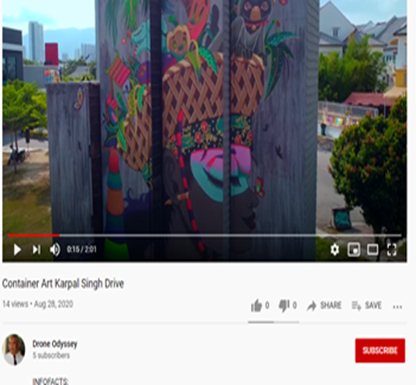 0:15 / 2:01
Container Art Karpal Singh Drive
14 views • Aug 28, 2020
0
0
SHARE
SAVE
Drone Odyssey
5 subscribers
SUBSCRIBE
INFOFACTS: